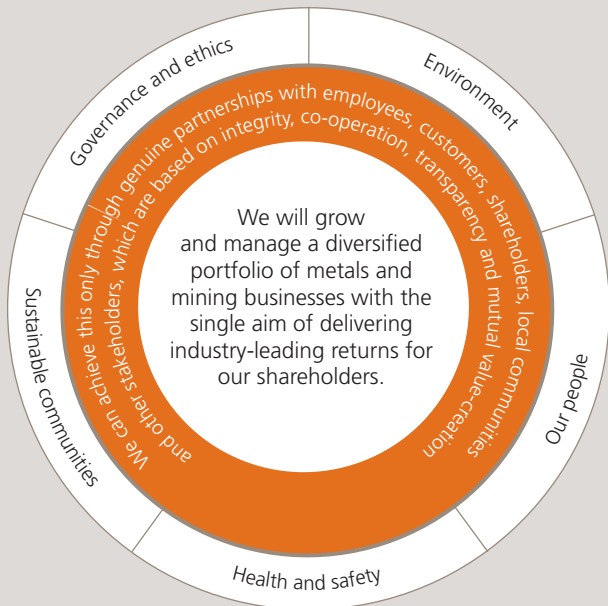 Governance and ethics
Environment
Our people
Health and safety
Sustainable communities
We can achieve this only through genuine partnerships with employees, customers, shareholders, local communities
and other stakeholders, which are based on integrity, co-operation, transparency and mutual value-creation
We will grow
and manage a diversified
portfolio of metals and
mining businesses with the
single aim of delivering
industry-leading returns for
our shareholders.